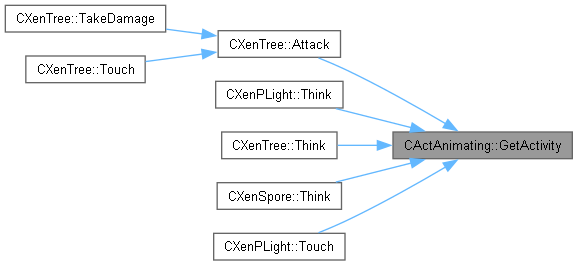 CXenTree::TakeDamage
CXenTree::Attack
CXenTree::Touch
CXenPLight::Think
CXenTree::Think
CActAnimating::GetActivity
CXenSpore::Think
CXenPLight::Touch